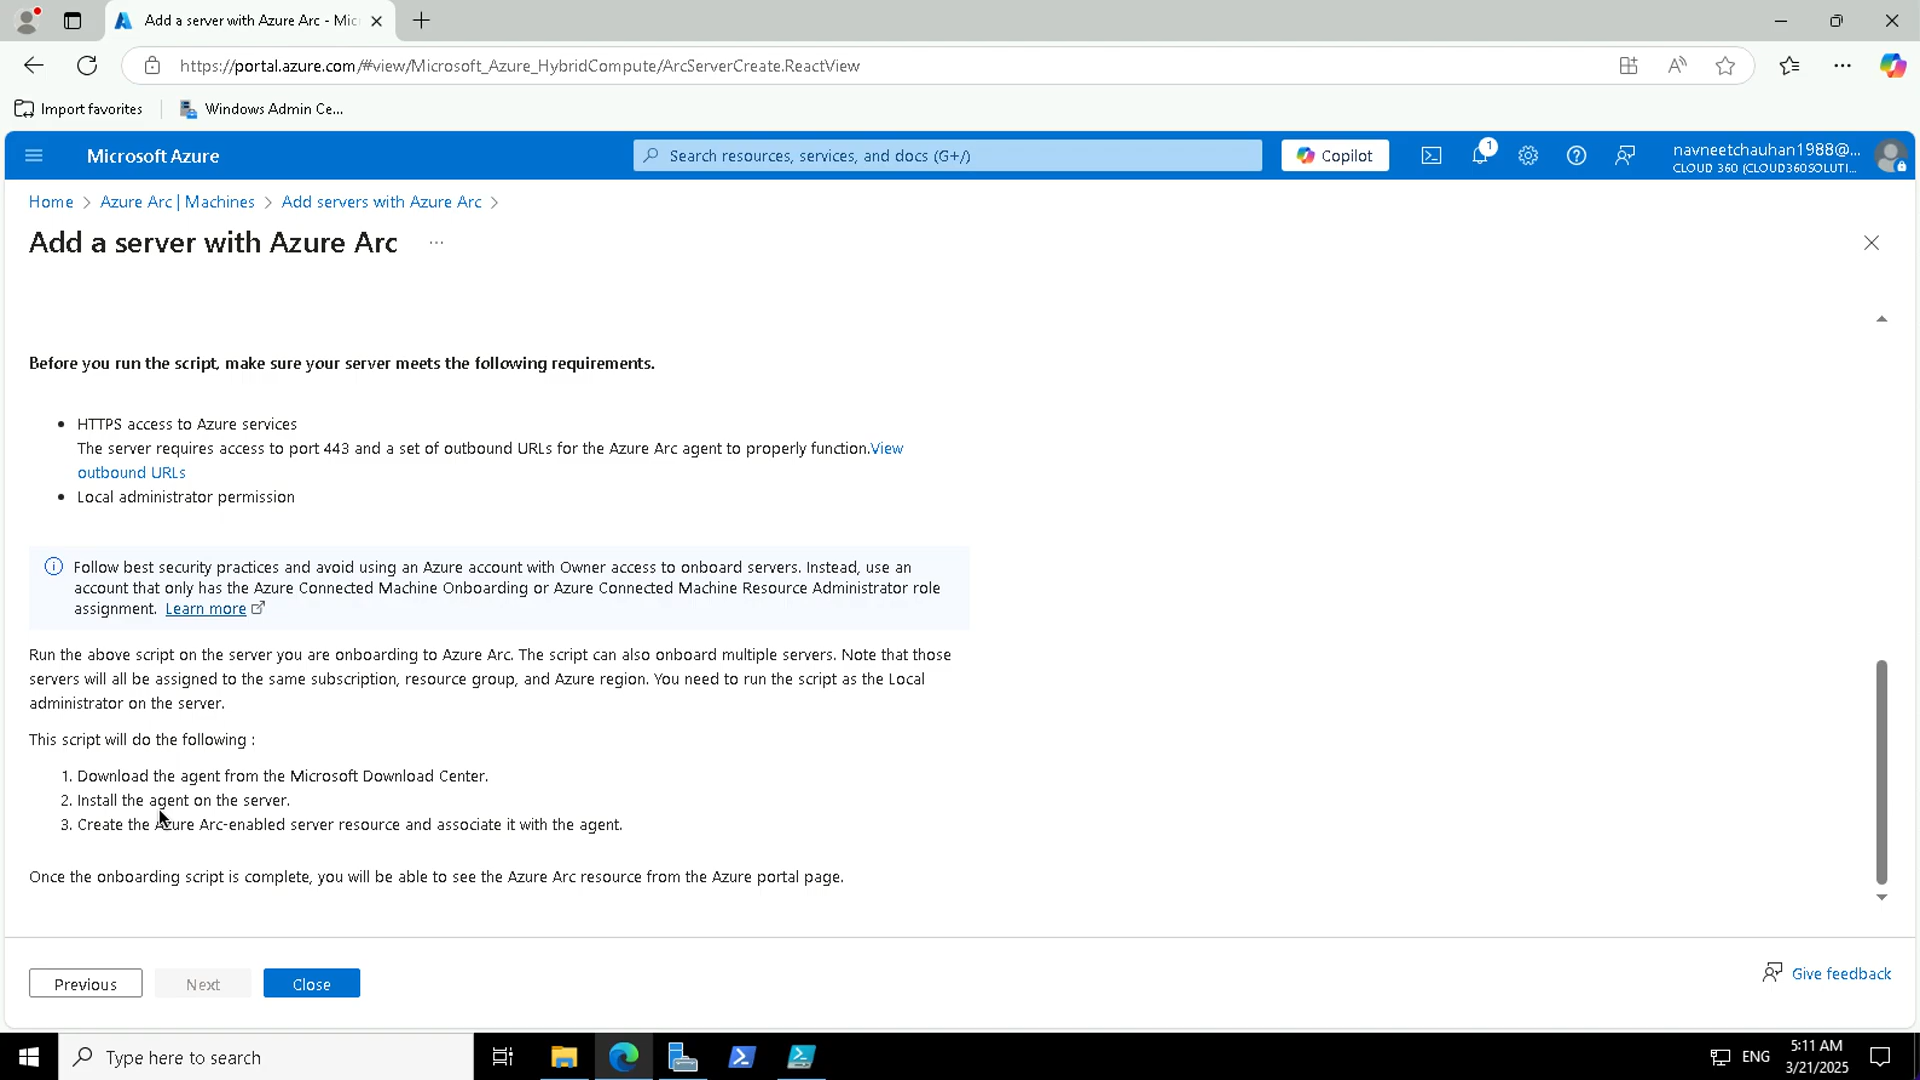 Add a server with Azure Arc - Mic
https://portal.azure.com/#view/Microsoft_Azure_HybridCompute/ArcServerCreate.ReactView
Import favorites
Windows Admin Ce...
Microsoft Azure
Search resources, services, and docs (G+/)
Copilot
1
navneetchauhan1988@...
CLOUD 360 (CLOUD360SOLUTI...
Home > Azure Arc | Machines > Add servers with Azure Arc >
Add a server with Azure Arc ...
Before you run the script, make sure your server meets the following requirements.
• HTTPS access to Azure services
The server requires access to port 443 and a set of outbound URLs for the Azure Arc agent to properly function.View
outbound URLs
• Local administrator permission
Follow best security practices and avoid using an Azure account with Owner access to onboard servers. Instead, use an
account that only has the Azure Connected Machine Onboarding or Azure Connected Machine Resource Administrator role
assignment. Learn more
Run the above script on the server you are onboarding to Azure Arc. The script can also onboard multiple servers. Note that those
servers will all be assigned to the same subscription, resource group, and Azure region. You need to run the script as the Local
administrator on the server.
This script will do the following :
1. Download the agent from the Microsoft Download Center.
2. Install the agent on the server.
3. Create the Azure Arc-enabled server resource and associate it with the agent.
Once the onboarding script is complete, you will be able to see the Azure Arc resource from the Azure portal page.
Previous
Next
Close
Give feedback
Type here to search
ENG
5:11 AM
3/21/2025